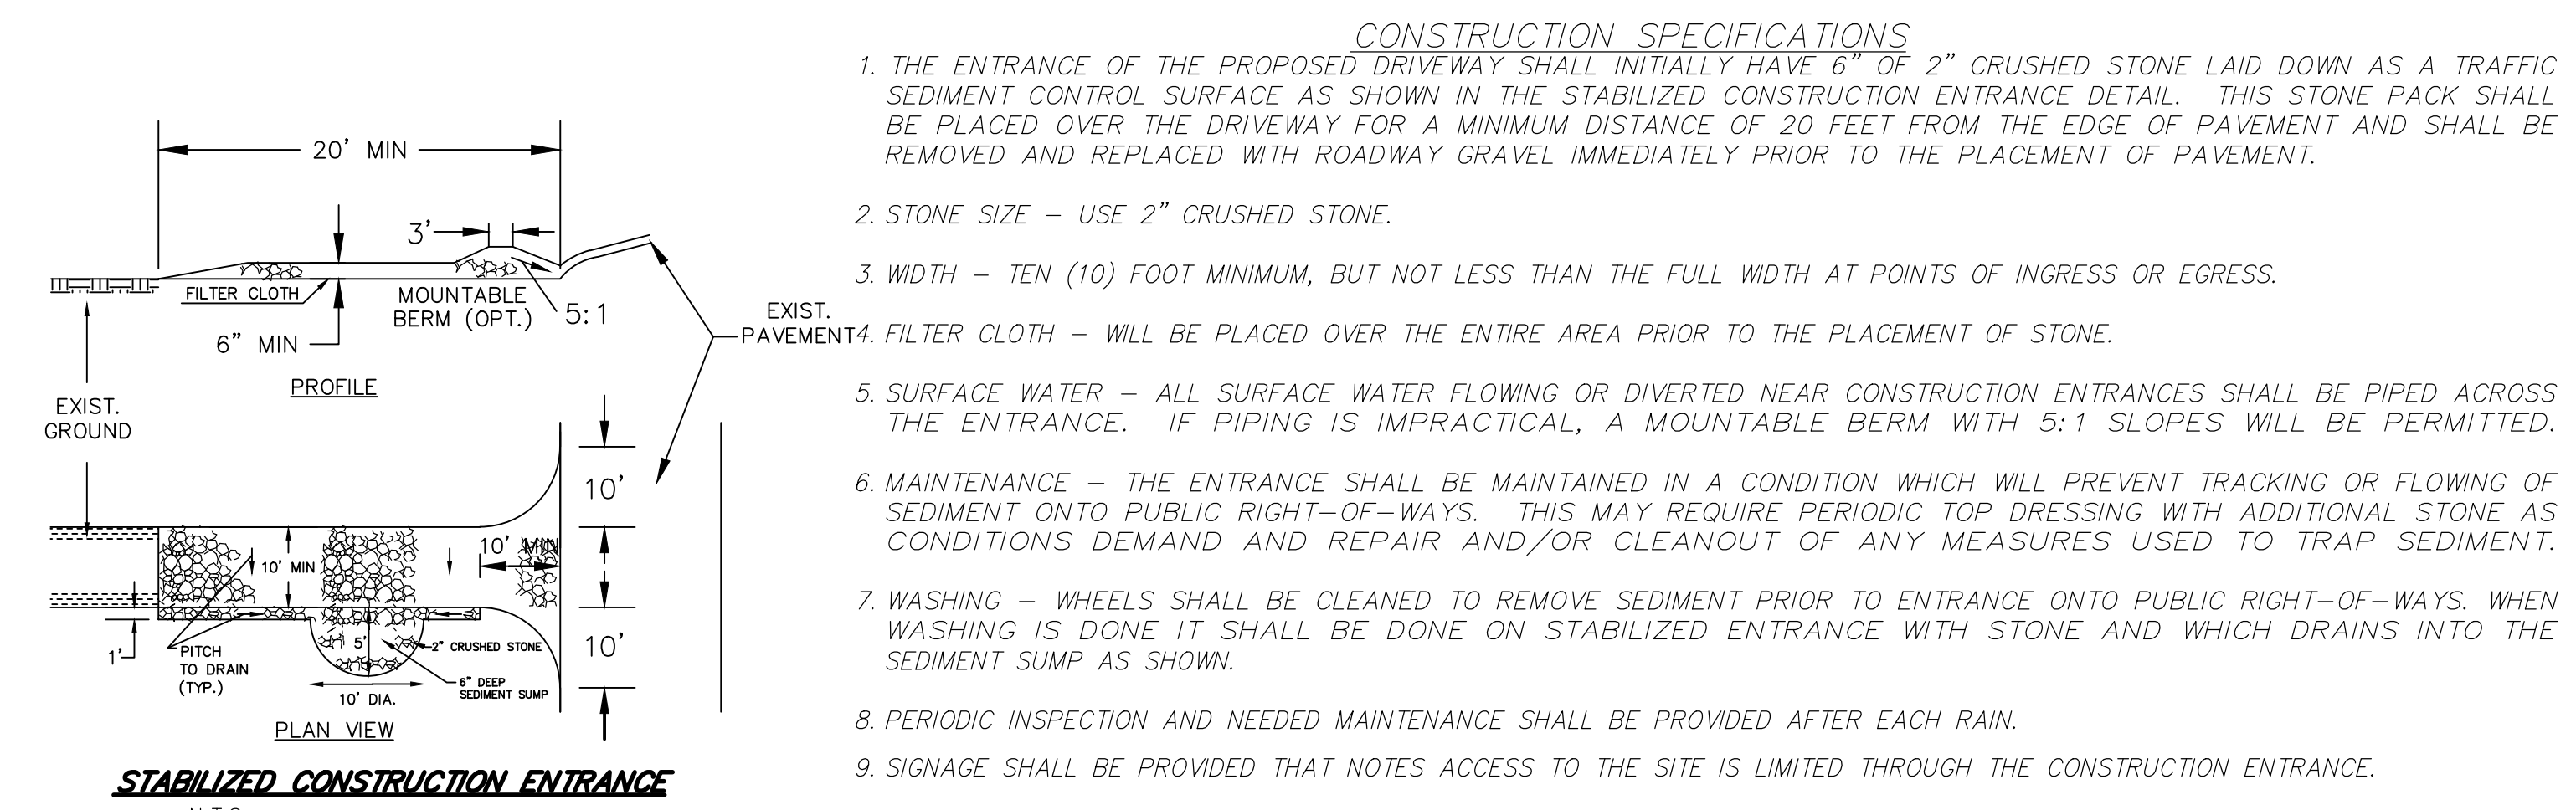 20' MIN
3'
FILTER CLOTH
MOUNTABLE
BERM (OPT.)
5:1
6" MIN
PROFILE
EXIST.
PAVEMENT
EXIST.
GROUND
10'
10' MIN
10' MIN
10'
1'
PITCH
TO DRAIN
(TYP.)
5'
2" CRUSHED STONE
6" DEEP
SEDIMENT SUMP
10' DIA.
PLAN VIEW
STABILIZED CONSTRUCTION ENTRANCE
CONSTRUCTION SPECIFICATIONS
1. THE ENTRANCE OF THE PROPOSED DRIVEWAY SHALL INITIALLY HAVE 6" OF 2" CRUSHED STONE LAID DOWN AS A TRAFFIC
SEDIMENT CONTROL SURFACE AS SHOWN IN THE STABILIZED CONSTRUCTION ENTRANCE DETAIL. THIS STONE PACK SHALL
BE PLACED OVER THE DRIVEWAY FOR A MINIMUM DISTANCE OF 20 FEET FROM THE EDGE OF PAVEMENT AND SHALL BE
REMOVED AND REPLACED WITH ROADWAY GRAVEL IMMEDIATELY PRIOR TO THE PLACEMENT OF PAVEMENT.
2. STONE SIZE – USE 2" CRUSHED STONE.
3. WIDTH – TEN (10) FOOT MINIMUM, BUT NOT LESS THAN THE FULL WIDTH AT POINTS OF INGRESS OR EGRESS.
4. FILTER CLOTH – WILL BE PLACED OVER THE ENTIRE AREA PRIOR TO THE PLACEMENT OF STONE.
5. SURFACE WATER – ALL SURFACE WATER FLOWING OR DIVERTED NEAR CONSTRUCTION ENTRANCES SHALL BE PIPED ACROSS
THE ENTRANCE. IF PIPING IS IMPRACTICAL, A MOUNTABLE BERM WITH 5:1 SLOPES WILL BE PERMITTED.
6. MAINTENANCE – THE ENTRANCE SHALL BE MAINTAINED IN A CONDITION WHICH WILL PREVENT TRACKING OR FLOWING OF
SEDIMENT ONTO PUBLIC RIGHT-OF-WAYS. THIS MAY REQUIRE PERIODIC TOP DRESSING WITH ADDITIONAL STONE AS
CONDITIONS DEMAND AND REPAIR AND/OR CLEANOUT OF ANY MEASURES USED TO TRAP SEDIMENT.
7. WASHING – WHEELS SHALL BE CLEANED TO REMOVE SEDIMENT PRIOR TO ENTRANCE ONTO PUBLIC RIGHT-OF-WAYS. WHEN
WASHING IS DONE IT SHALL BE DONE ON STABILIZED ENTRANCE WITH STONE AND WHICH DRAINS INTO THE
SEDIMENT SUMP AS SHOWN.
8. PERIODIC INSPECTION AND NEEDED MAINTENANCE SHALL BE PROVIDED AFTER EACH RAIN.
9. SIGNAGE SHALL BE PROVIDED THAT NOTES ACCESS TO THE SITE IS LIMITED THROUGH THE CONSTRUCTION ENTRANCE.